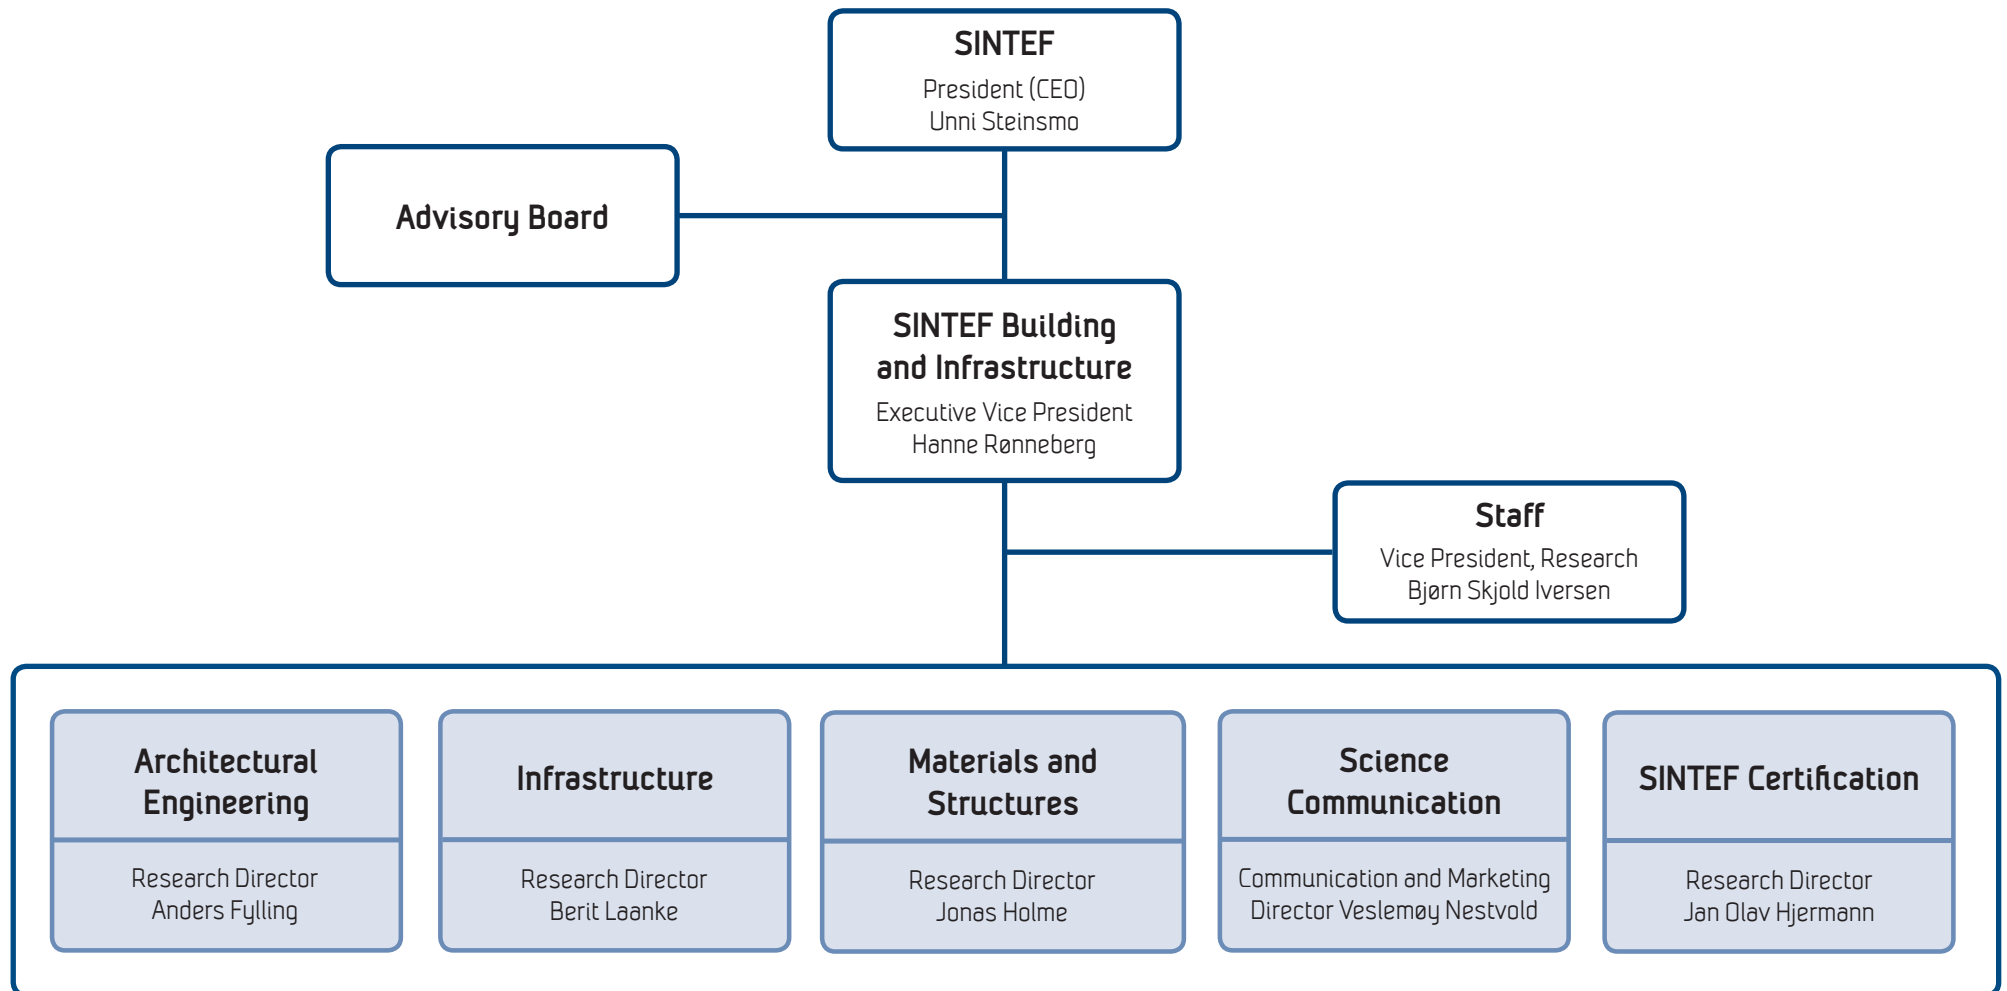 SINTEF
President (CEO)
Unni Steinsmo
Advisory Board
SINTEF Building
and Infrastructure
Executive Vice President
Hanne Rønneberg
Staff
Vice President, Research
Bjørn Skjold Iversen
Architectural
Engineering
Research Director
Anders Fylling
Infrastructure
Research Director
Berit Laanke
Materials and
Structures
Research Director
Jonas Holme
Science
Communication
Communication and Marketing
Director Veslemøy Nestvold
SINTEF Certification
Research Director
Jan Olav Hjermann